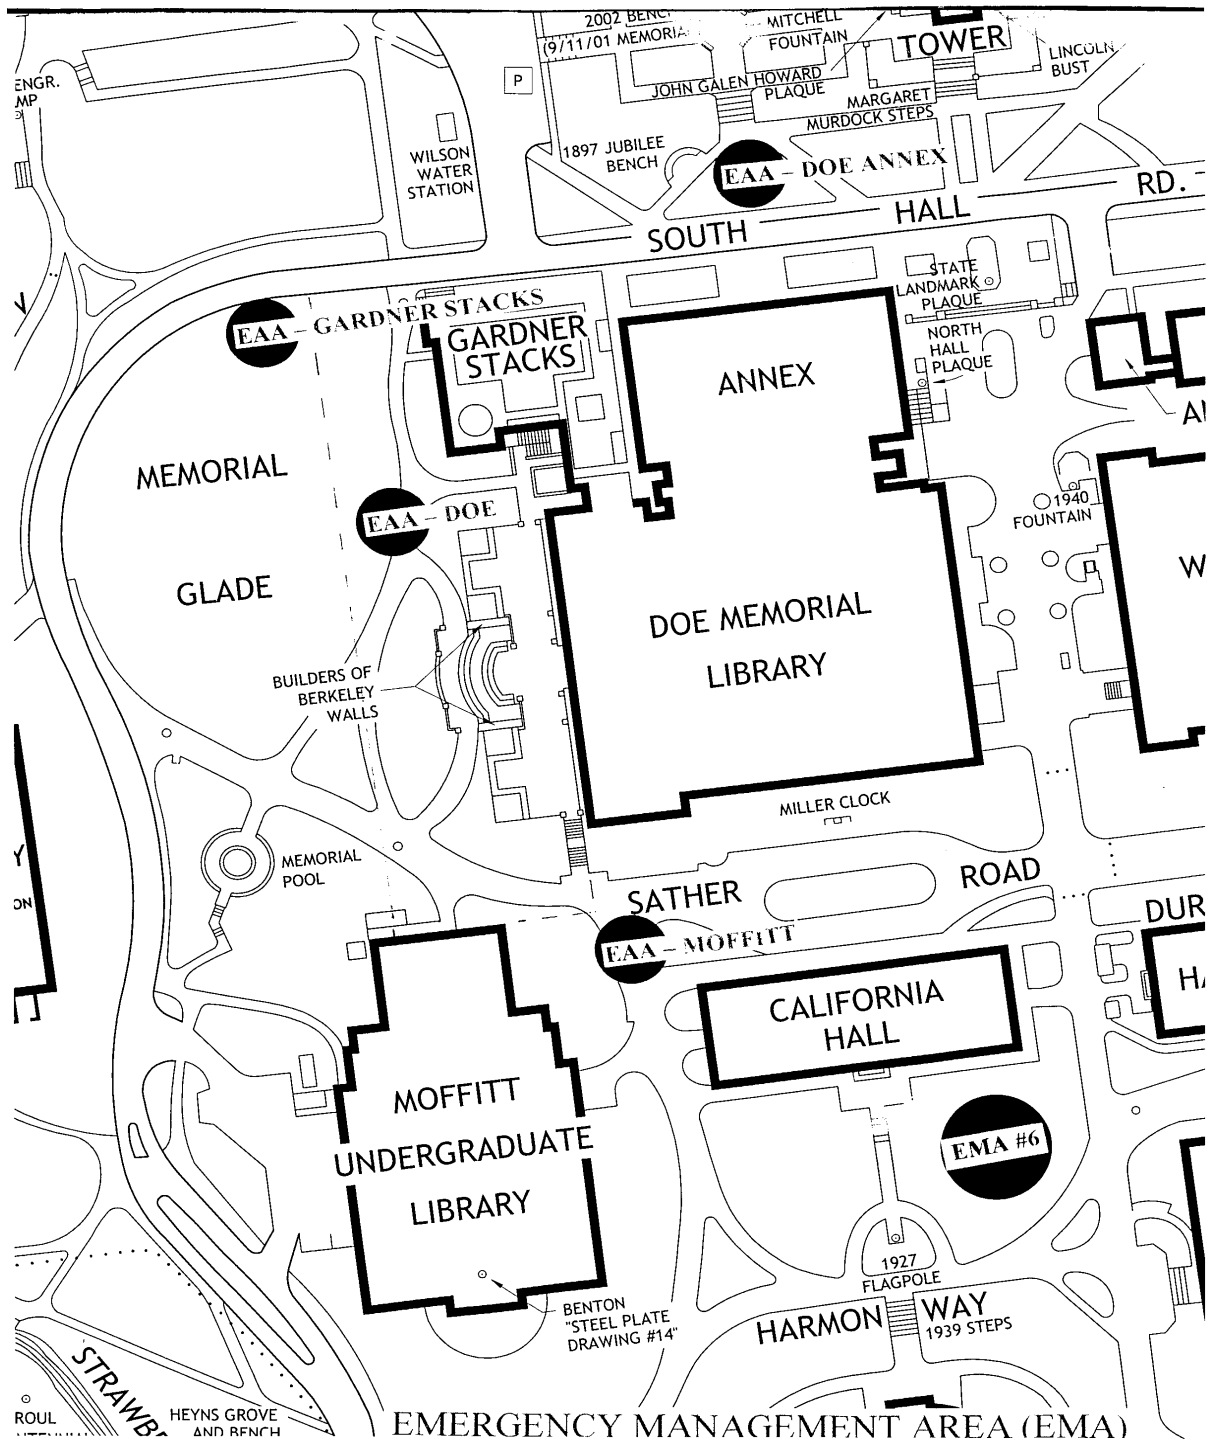 2002 BENCH
(9/11/01 MEMORIA
MITCHELL
FOUNTAIN
TOWER
LINCOLN
BUST
ENGR.
P
JOHN GALEN HOWARD
PLAQUE
MARGARET
MURDOCK STEPS
WILSON
WATER
STATION
1897 JUBILEE
BENCH
EAA – DOE ANNEX
SOUTH HALL RD.
STATE
LANDMARK
PLAQUE
EAA – GARDNER STACKS
GARDNER
STACKS
NORTH
HALL
PLAQUE
ANNEX
MEMORIAL
GLADE
EAA – DOE
1940
FOUNTAIN
DOE MEMORIAL
LIBRARY
BUILDERS OF
BERKELEY
WALLS
MILLER CLOCK
MEMORIAL
POOL
SATHER ROAD
DUR
HA
EAA – MOFFITT
CALIFORNIA
HALL
MOFFITT
UNDERGRADUATE
LIBRARY
EMA #6
1927
FLAGPOLE
BENTON
"STEEL PLATE
DRAWING #14"
HARMON WAY
1939 STEPS
STRAWB
ROUL
HEYNS GROVE
AND BENCH
EMERGENCY MANAGEMENT AREA (EMA)